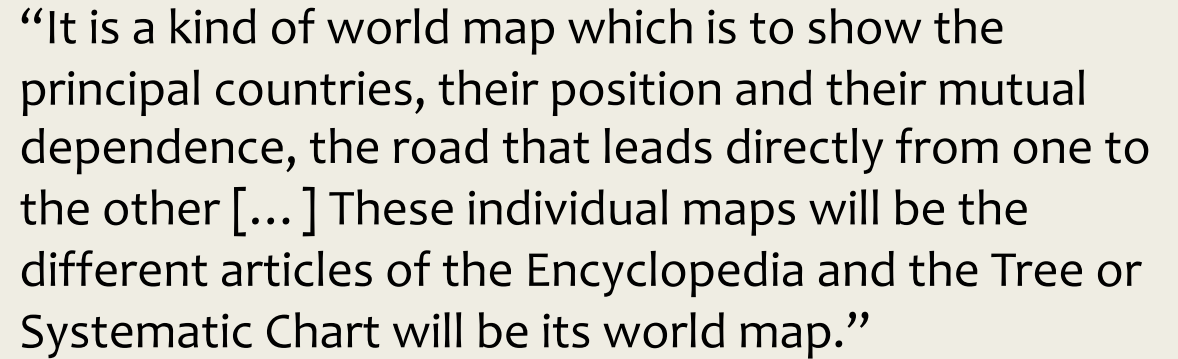 “It is a kind of world map which is to show the
principal countries, their position and their mutual
dependence, the road that leads directly from one to
the other [… ] These individual maps will be the
different articles of the Encyclopedia and the Tree or
Systematic Chart will be its world map.”